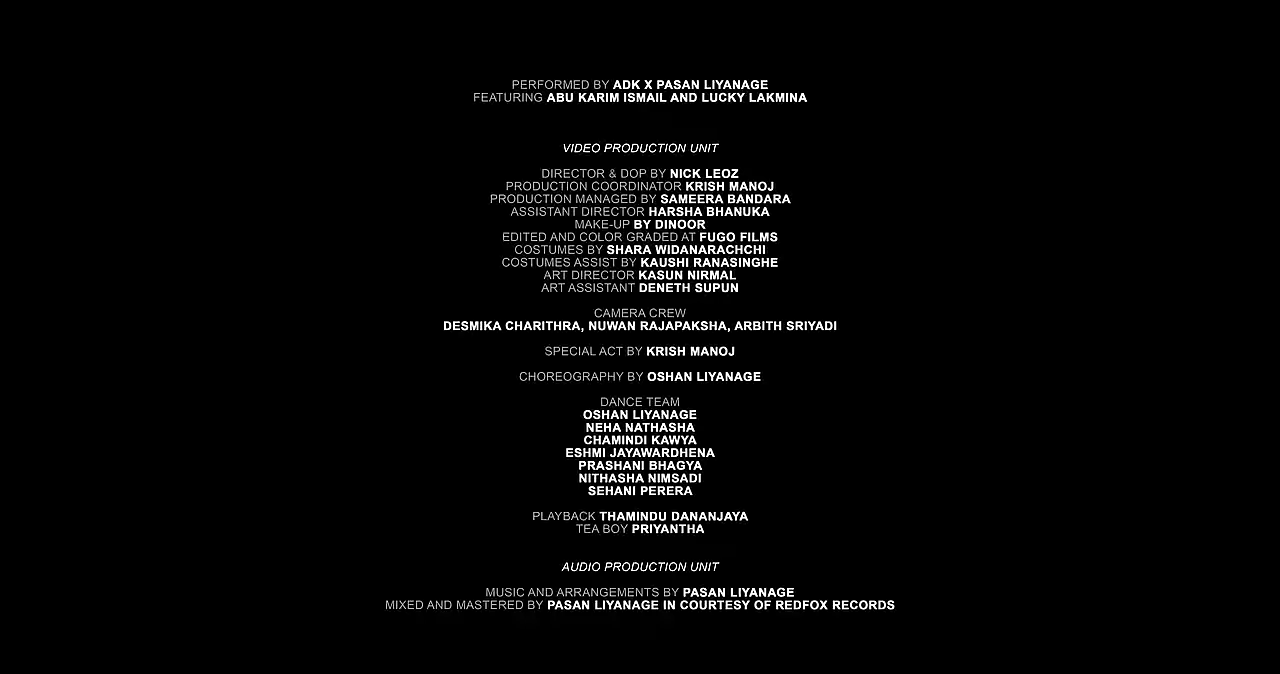 PERFORMED BY ADK X PASAN LIYANAGE
FEATURING ABU KARIM ISMAIL AND LUCKY LAKMINA
VIDEO PRODUCTION UNIT
DIRECTOR & DOP BY NICK LEOZ
PRODUCTION COORDINATOR KRISH MANOJ
PRODUCTION MANAGED BY SAMEERA BANDARA
ASSISTANT DIRECTOR HARSHA BHANUKA
MAKE-UP BY DINOOR
EDITED AND COLOR GRADED AT FUGO FILMS
COSTUMES BY SHARA WIDANARACHCHI
COSTUMES ASSIST BY KAUSHI RANASINGHE
ART DIRECTOR KASUN NIRMAL
ART ASSISTANT DENETH SUPUN
CAMERA CREW
DESMIKA CHARITHRA, NUWAN RAJAPAKSHA, ARBITH SRIYADI
SPECIAL ACT BY KRISH MANOJ
CHOREOGRAPHY BY OSHAN LIYANAGE
DANCE TEAM
OSHAN LIYANAGE
NEHA NATHASHA
CHAMINDI KAWYA
ESHMI JAYAWARDHENA
PRASHANI BHAGYA
NITHASHA NIMSADI
SEHANI PERERA
PLAYBACK THAMINDU DANANJAYA
TEA BOY PRIYANTHA
AUDIO PRODUCTION UNIT
MUSIC AND ARRANGEMENTS BY PASAN LIYANAGE
MIXED AND MASTERED BY PASAN LIYANAGE IN COURTESY OF REDFOX RECORDS